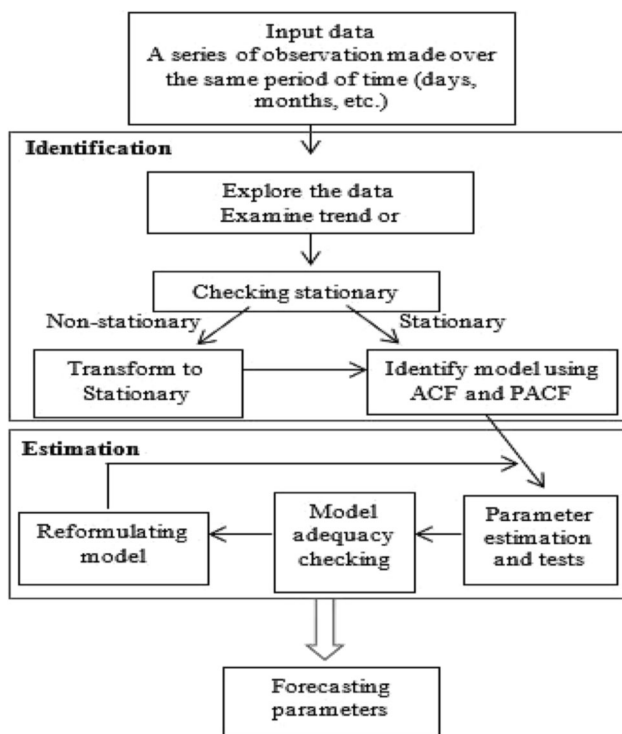 Input data
A series of observation made over
the same period of time (days,
months, etc.)
Identification
Explore the data
Examine trend or
Checking stationary
Non-stationary
Stationary
Transform to
Stationary
Identify model using
ACF and PACF
Estimation
Reformulating
model
Model
adequacy
checking
Parameter
estimation
and tests
Forecasting
parameters